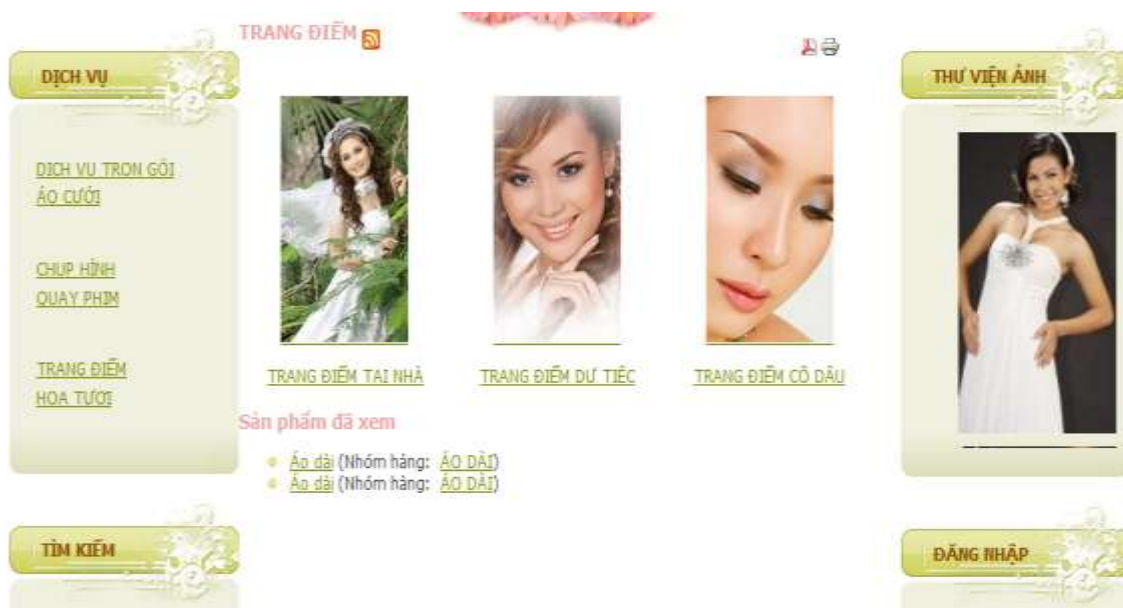 TRANG ĐIỂM
DỊCH VỤ
DỊCH VỤ TRỌN GÓI
ÁO CƯỚI
CHỤP HÌNH
QUAY PHIM
TRANG ĐIỂM
HOA TƯƠI
TÌM KIẾM
TRANG ĐIỂM TẠI NHÀ
TRANG ĐIỂM DỰ TIỆC
TRANG ĐIỂM CÔ DÂU
Sản phẩm đã xem
Áo dài (Nhóm hàng: ÁO DÀI)
Áo dài (Nhóm hàng: ÁO DÀI)
THƯ VIỆN ẢNH
ĐĂNG NHẬP